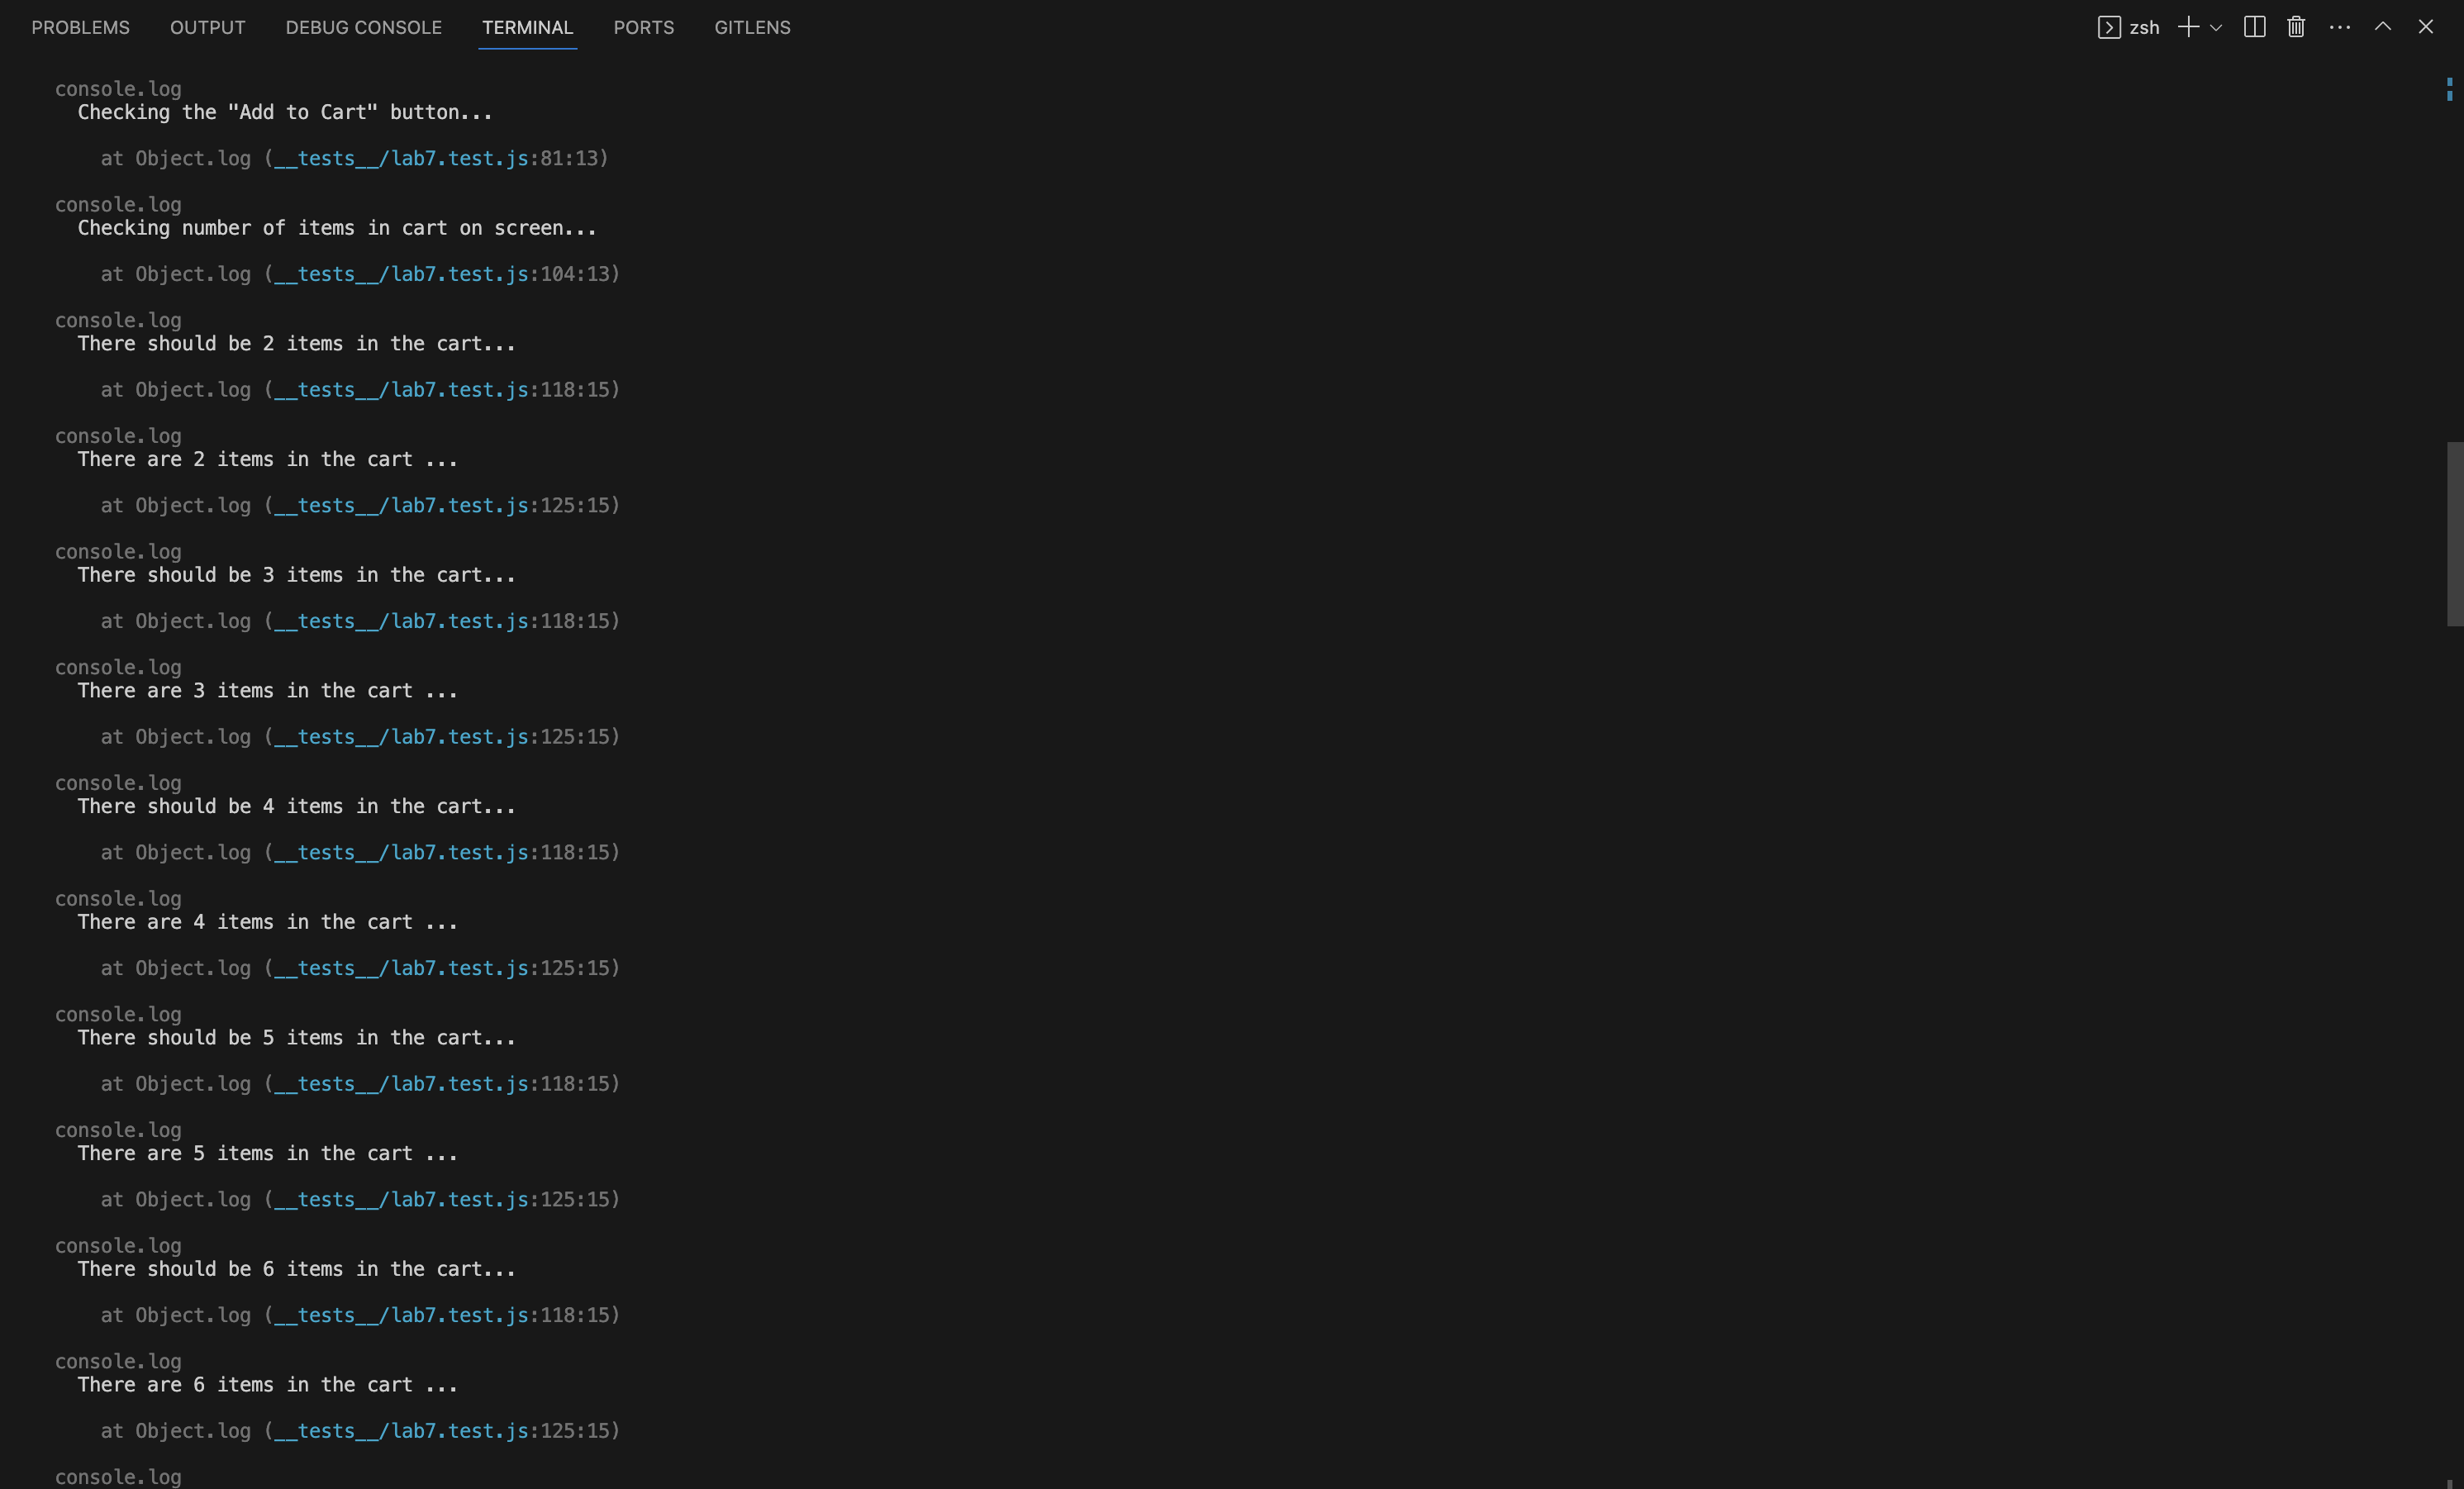 PROBLEMS OUTPUT DEBUG CONSOLE TERMINAL PORTS GITLENS zsh
console.log
Checking the "Add to Cart" button...
at Object.log (__tests__/lab7.test.js:81:13)
console.log
Checking number of items in cart on screen...
at Object.log (__tests__/lab7.test.js:104:13)
console.log
There should be 2 items in the cart...
at Object.log (__tests__/lab7.test.js:118:15)
console.log
There are 2 items in the cart ...
at Object.log (__tests__/lab7.test.js:125:15)
console.log
There should be 3 items in the cart...
at Object.log (__tests__/lab7.test.js:118:15)
console.log
There are 3 items in the cart ...
at Object.log (__tests__/lab7.test.js:125:15)
console.log
There should be 4 items in the cart...
at Object.log (__tests__/lab7.test.js:118:15)
console.log
There are 4 items in the cart ...
at Object.log (__tests__/lab7.test.js:125:15)
console.log
There should be 5 items in the cart...
at Object.log (__tests__/lab7.test.js:118:15)
console.log
There are 5 items in the cart ...
at Object.log (__tests__/lab7.test.js:125:15)
console.log
There should be 6 items in the cart...
at Object.log (__tests__/lab7.test.js:118:15)
console.log
There are 6 items in the cart ...
at Object.log (__tests__/lab7.test.js:125:15)
console.log